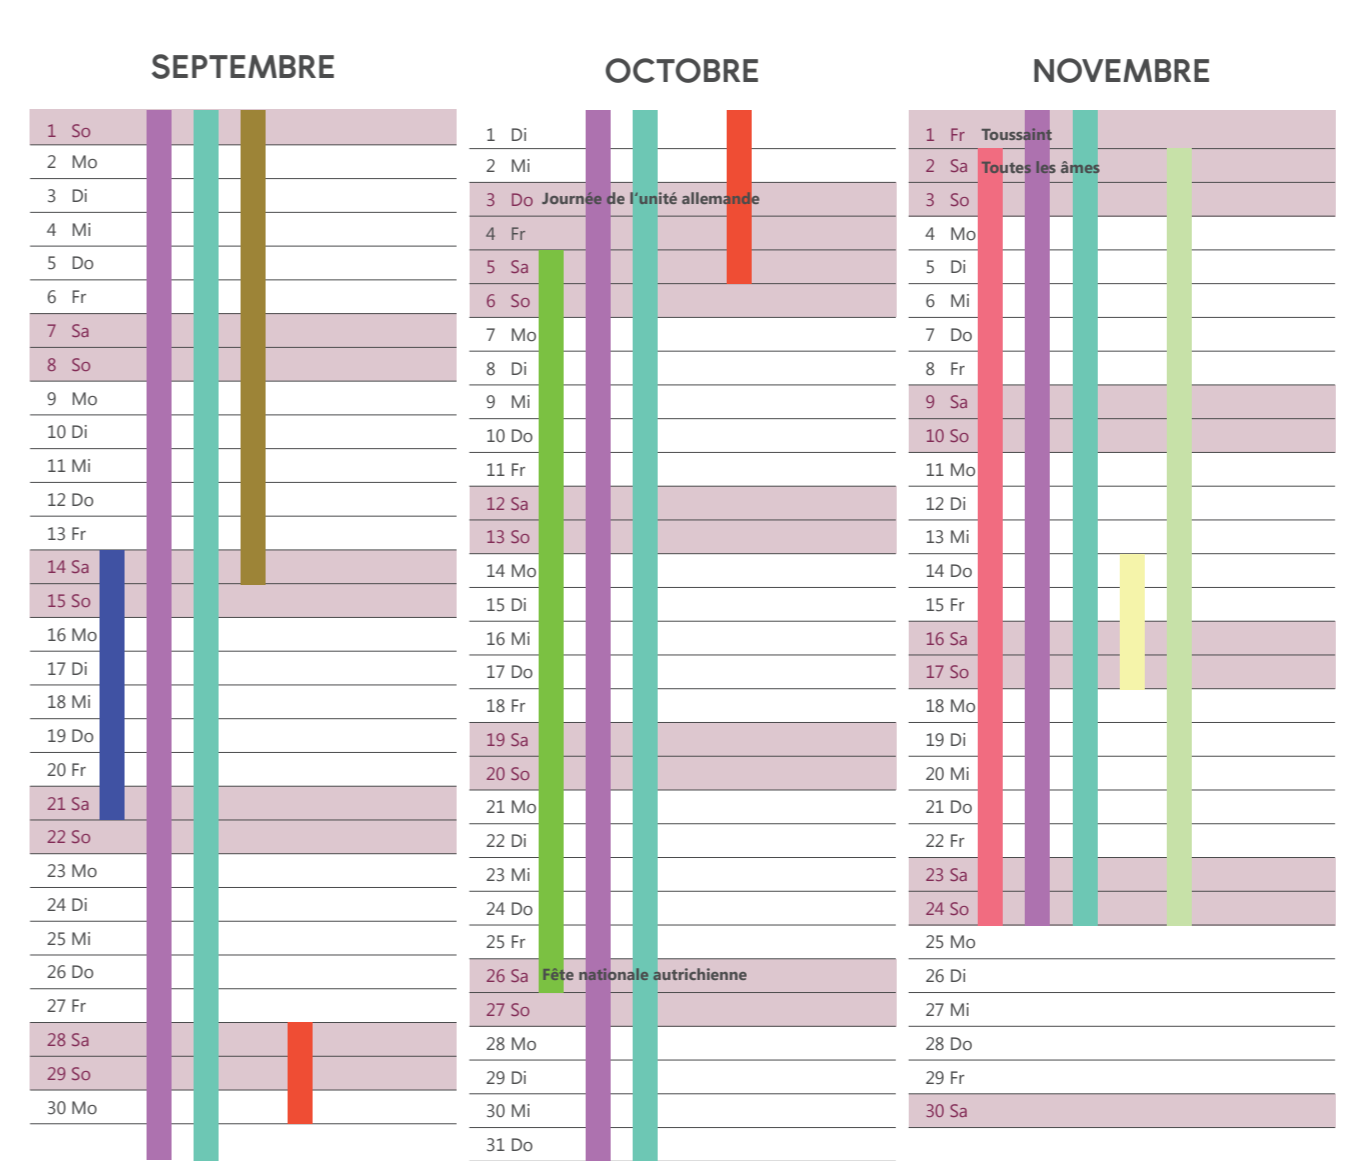 SEPTEMBRE
1 So
2 Mo
3 Di
4 Mi
5 Do
6 Fr
7 Sa
8 So
9 Mo
10 Di
11 Mi
12 Do
13 Fr
14 Sa
15 So
16 Mo
17 Di
18 Mi
19 Do
20 Fr
21 Sa
22 So
23 Mo
24 Di
25 Mi
26 Do
27 Fr
28 Sa
29 So
30 Mo
OCTOBRE
1 Di
2 Mi
3 Do Journée de l'unité allemande
4 Fr
5 Sa
6 So
7 Mo
8 Di
9 Mi
10 Do
11 Fr
12 Sa
13 So
14 Mo
15 Di
16 Mi
17 Do
18 Fr
19 Sa
20 So
21 Mo
22 Di
23 Mi
24 Do
25 Fr
26 Sa Fête nationale autrichienne
27 So
28 Mo
29 Di
30 Mi
31 Do
NOVEMBRE
1 Fr Toussaint
2 Sa Toutes les âmes
3 So
4 Mo
5 Di
6 Mi
7 Do
8 Fr
9 Sa
10 So
11 Mo
12 Di
13 Mi
14 Do
15 Fr
16 Sa
17 So
18 Mo
19 Di
20 Mi
21 Do
22 Fr
23 Sa
24 So
25 Mo
26 Di
27 Mi
28 Do
29 Fr
30 Sa